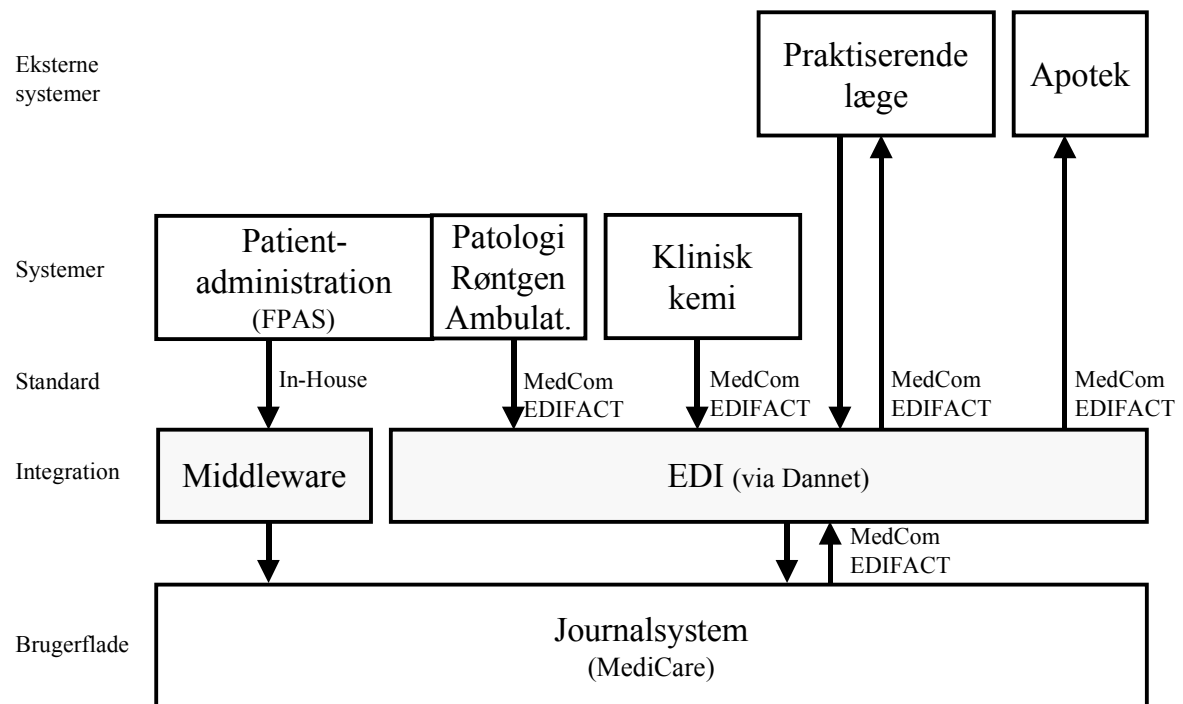 Eksterne
systemer
Praktiserende
læge
Apotek
Systemer
Patient-
administration
(FPAS)
Patologi
Røntgen
Ambulat.
Klinisk
kemi
Standard
In-House
MedCom
EDIFACT
MedCom
EDIFACT
MedCom
EDIFACT
MedCom
EDIFACT
Integration
Middleware
EDI (via Dannet)
MedCom
EDIFACT
Brugerflade
Journalsystem
(MediCare)